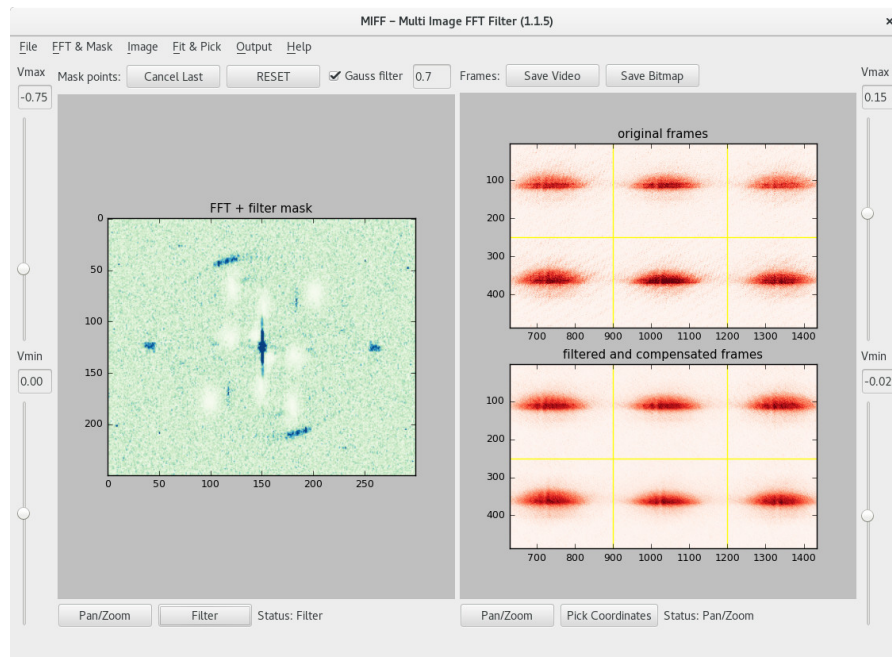 MIFF – Multi Image FFT Filter (1.1.5)
×
File FFT & Mask Image Fit & Pick Output Help
Vmax
Mask points:
Cancel Last
RESET
Gauss filter
0.7
Frames:
Save Video
Save Bitmap
Vmax
-0.75
0.15
original frames
100
200
300
400
700 800 900 1000 1100 1200 1300 1400
FFT + filter mask
0
50
100
150
200
0 50 100 150 200 250
Vmin
0.00
Vmin
-0.02
filtered and compensated frames
100
200
300
400
700 800 900 1000 1100 1200 1300 1400
Pan/Zoom
Filter
Status: Filter
Pan/Zoom
Pick Coordinates
Status: Pan/Zoom